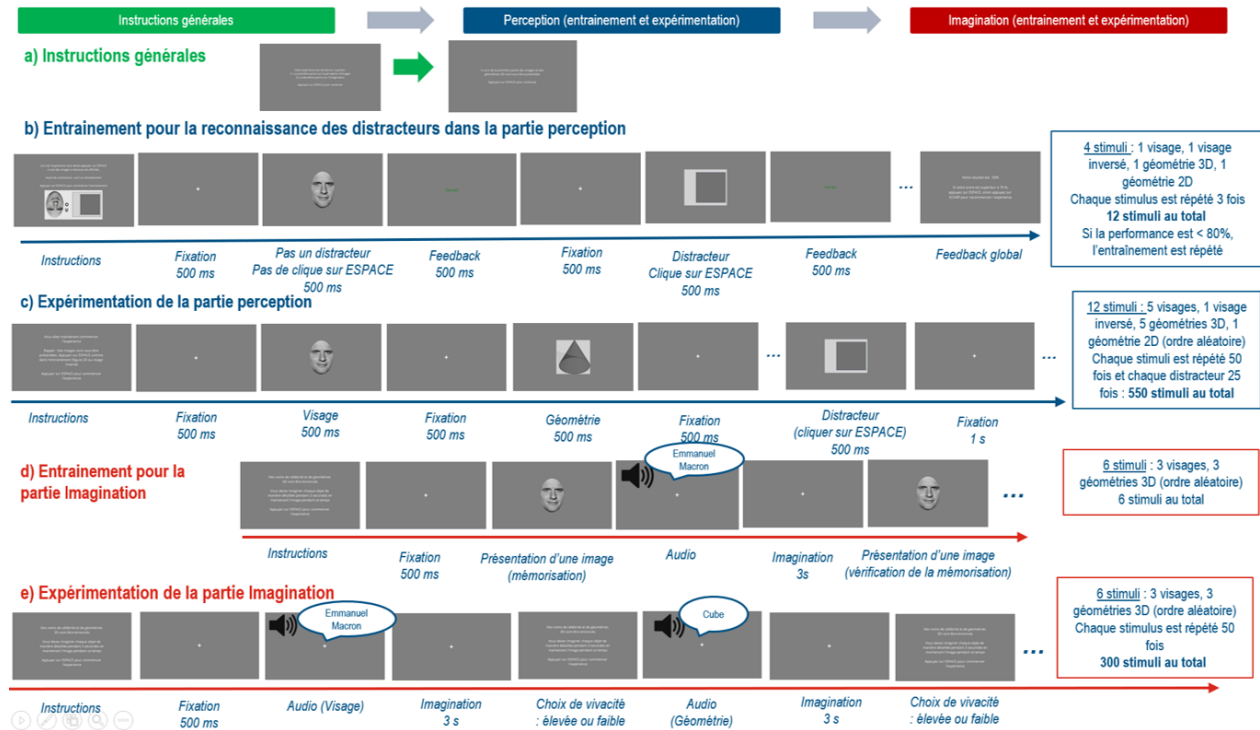 Instructions générales
Perception (entrainement et expérimentation)
Imagination (entrainement et expérimentation)
a) Instructions générales
b) Entrainement pour la reconnaissance des distracteurs dans la partie perception
Instructions
Fixation
500 ms
Pas un distracteur
Pas de clique sur ESPACE
500 ms
Feedback
500 ms
Fixation
500 ms
Distracteur
Clique sur ESPACE
500 ms
Feedback
500 ms
...
Feedback global
4 stimuli : 1 visage, 1 visage
inversé, 1 géométrie 3D, 1
géométrie 2D
Chaque stimulus est répété 3 fois
12 stimuli au total
Si la performance est < 80%,
l'entraînement est répété
c) Expérimentation de la partie perception
Instructions
Fixation
500 ms
Visage
500 ms
Fixation
500 ms
Géométrie
500 ms
Fixation
500 ms
...
Distracteur
(cliquer sur ESPACE)
500 ms
Fixation
1 s
...
12 stimuli : 5 visages, 1 visage
inversé, 5 géométries 3D, 1
géométrie 2D (ordre aléatoire)
Chaque stimuli est répété 50
fois et chaque distracteur 25
fois : 550 stimuli au total
d) Entrainement pour la
partie Imagination
Emmanuel
Macron
Instructions
Fixation
500 ms
Présentation d'une image
(mémorisation)
Audio
Imagination
3s
Présentation d'une image
(vérification de la mémorisation)
...
6 stimuli : 3 visages, 3
géométries 3D (ordre aléatoire)
6 stimuli au total
e) Expérimentation de la partie Imagination
Emmanuel
Macron
Cube
Instructions
Fixation
500 ms
Audio (Visage)
Imagination
3 s
Choix de vivacité
: élevée ou faible
Audio
(Géométrie)
Imagination
3 s
Choix de vivacité
: élevée ou faible
...
6 stimuli : 3 visages, 3
géométries 3D (ordre aléatoire)
Chaque stimulus est répété 50
fois
300 stimuli au total